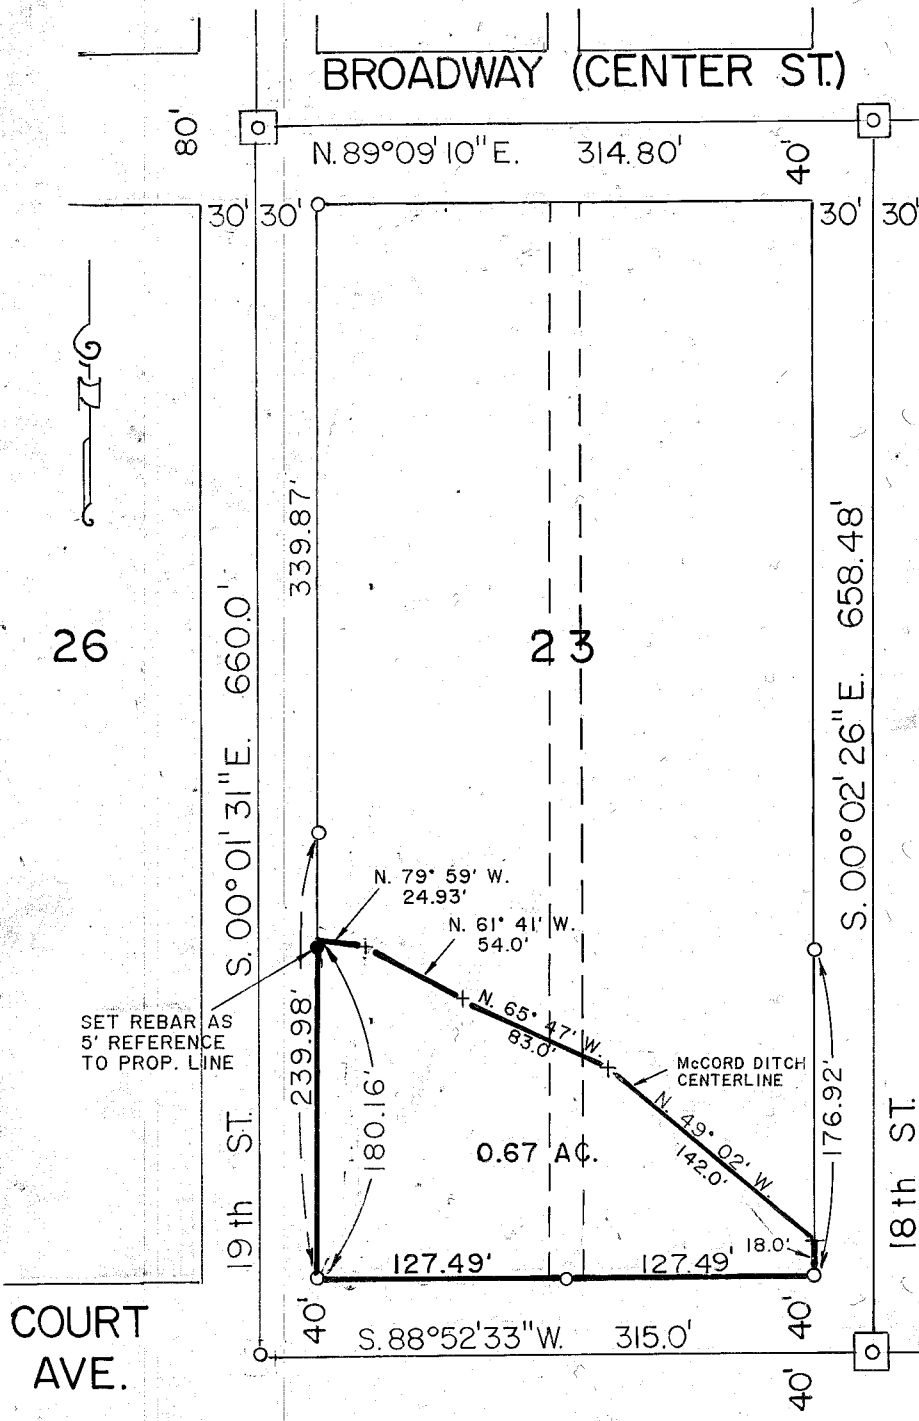 BROADWAY (CENTER ST.)
80'
N. 89°09'10"E. 314.80'
40'
30' 30'
30' 30'
N
339.87'
26
23
S. 00°01'31"E. 660.0'
S. 00°02'26"E. 658.48'
N. 79° 59' W.
24.93'
N. 61° 41' W.
54.0'
N. 65° 47' W.
83.0'
SET REBAR AS
5' REFERENCE
TO PROP. LINE
239.98'
180.16'
McCORD DITCH
CENTERLINE
N. 49° 02' W.
142.0'
176.92'
0.67 AC.
19th ST.
18th ST.
18.0'
127.49'
127.49'
COURT
AVE.
40'
S. 88°52'33"W. 315.0'
40'
40'